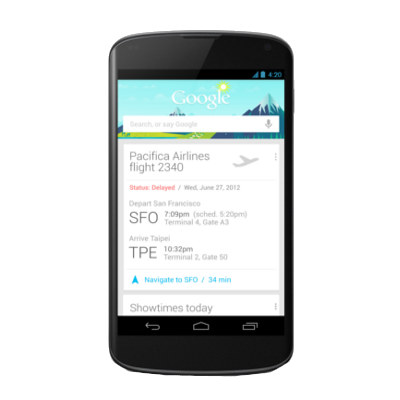 4:20
Google
Search, or say Google
Pacifica Airlines
flight 2340
Status: Delayed / Wed, June 27, 2012
Depart San Francisco
SFO 7:09pm (sched. 5:20pm)
Terminal 4, Gate A3
Arrive Taipei
TPE 10:32pm
Terminal 2, Gate 50
Navigate to SFO / 34 min
Showtimes today